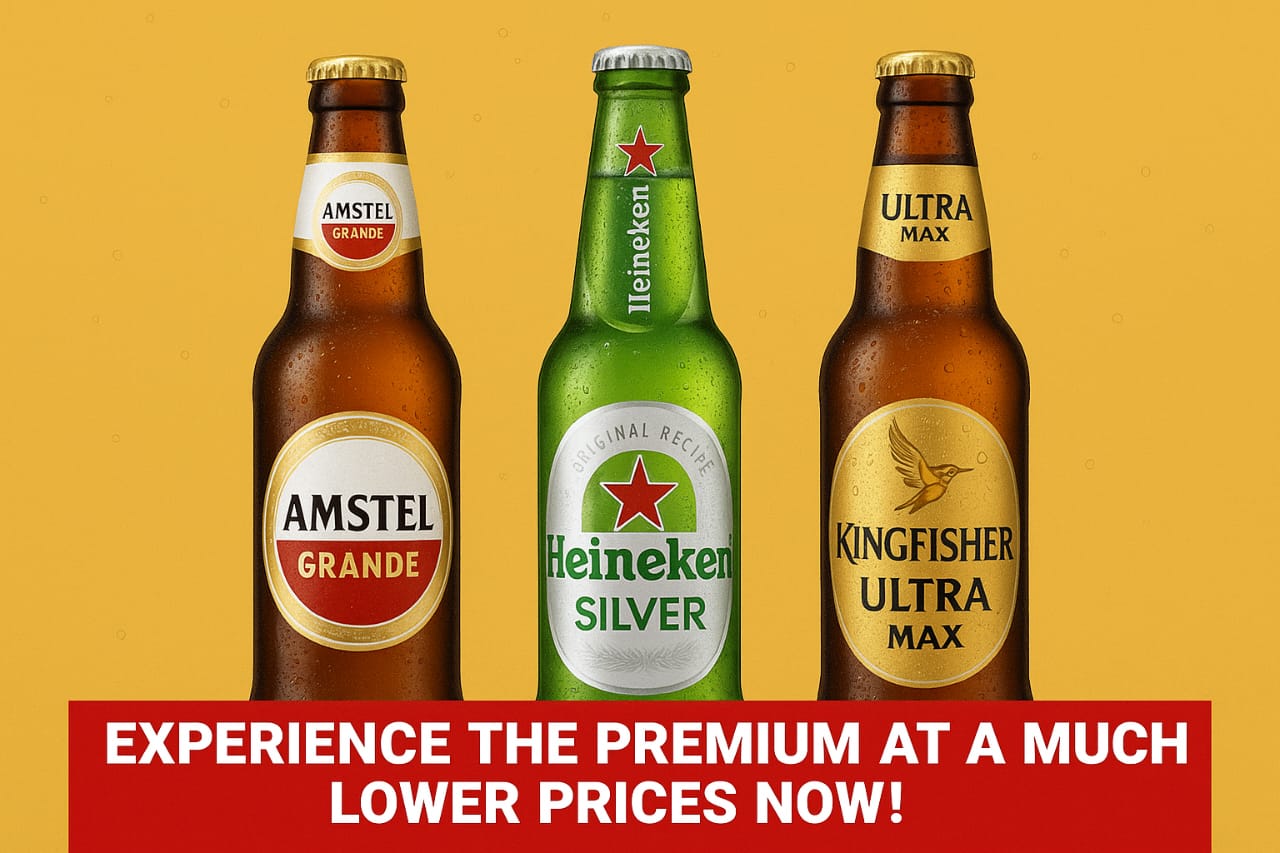 AMSTEL
GRANDE
AMSTEL
GRANDE
Heineken
ORIGINAL RECIPE
Heineken
SILVER
ULTRA
MAX
KINGFISHER
ULTRA
MAX
EXPERIENCE THE PREMIUM AT A MUCH
LOWER PRICES NOW!